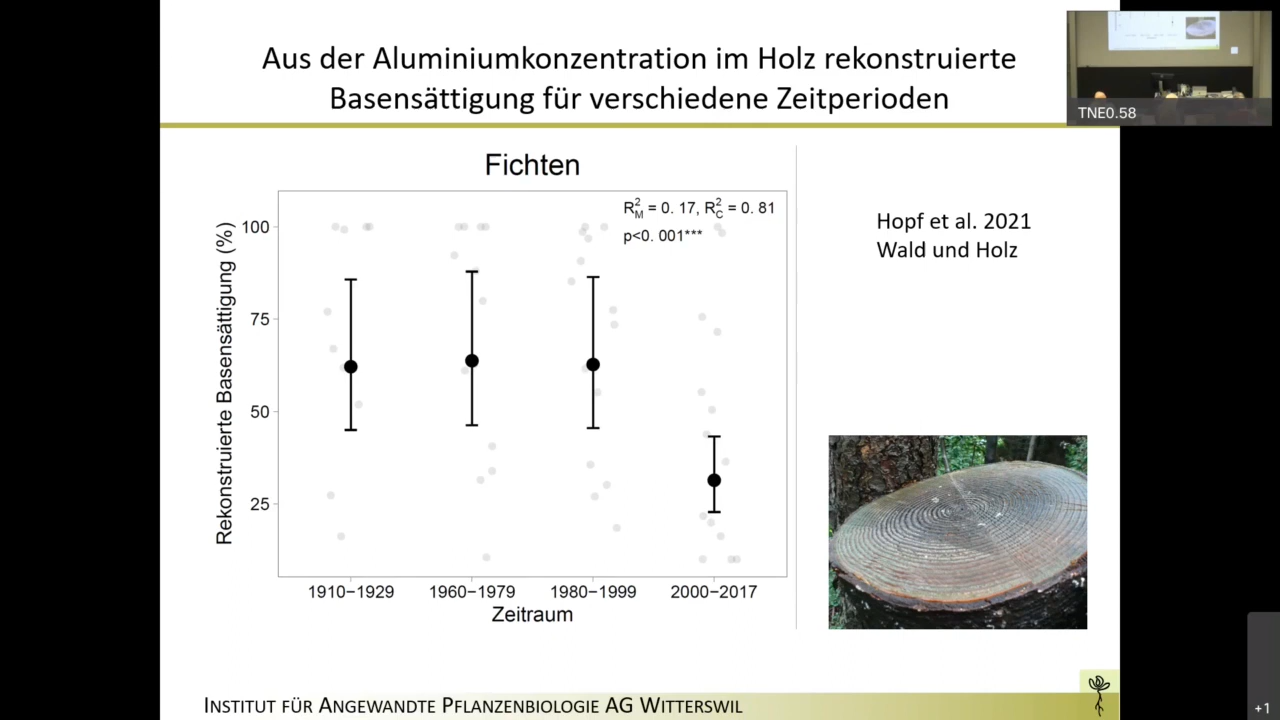 Aus der Aluminiumkonzentration im Holz rekonstruierte
Basensättigung für verschiedene Zeitperioden
TNE0.58
Fichten
R²M = 0. 17, R²C = 0. 81
p<0. 001***
Rekonstruierte Basensättigung (%)
100
75
50
25
1910−1929 1960−1979 1980−1999 2000−2017
Zeitraum
Hopf et al. 2021
Wald und Holz
INSTITUT FÜR ANGEWANDTE PFLANZENBIOLOGIE AG WITTERSWIL
+1